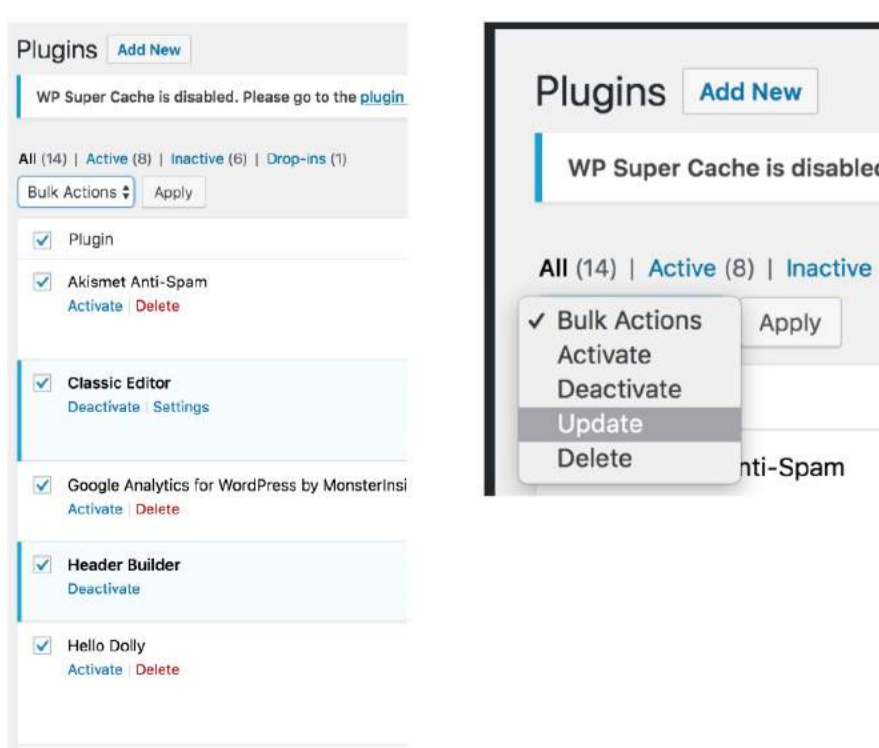 Plugins Add New
WP Super Cache is disabled. Please go to the plugin
All (14) | Active (8) | Inactive (6) | Drop-ins (1)
Bulk Actions Apply
Plugin
Akismet Anti-Spam
Activate | Delete
Classic Editor
Deactivate | Settings
Google Analytics for WordPress by MonsterInsi
Activate | Delete
Header Builder
Deactivate
Hello Dolly
Activate | Delete
Plugins Add New
WP Super Cache is disabled
All (14) | Active (8) | Inactive
✓ Bulk Actions Apply
Activate
Deactivate
Update
Delete nti-Spam